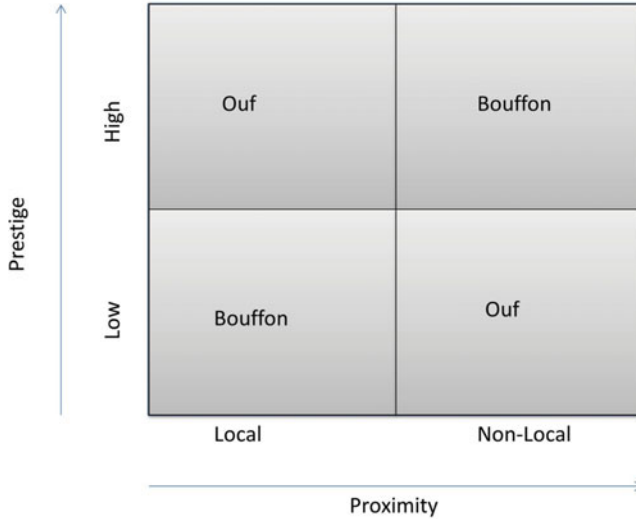 Prestige
High
Ouf
Bouffon
Low
Bouffon
Ouf
Local
Non-Local
Proximity